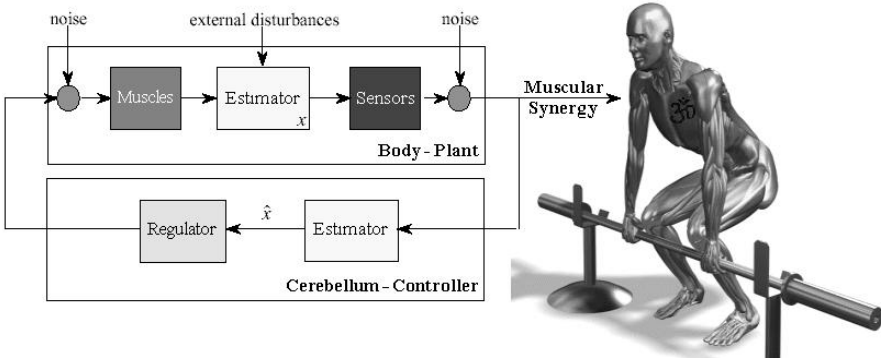 noise
external disturbances
noise
Muscles
Estimator
x
Sensors
Body - Plant
Muscular
Synergy
ॐ
Regulator
x̂
Estimator
Cerebellum - Controller